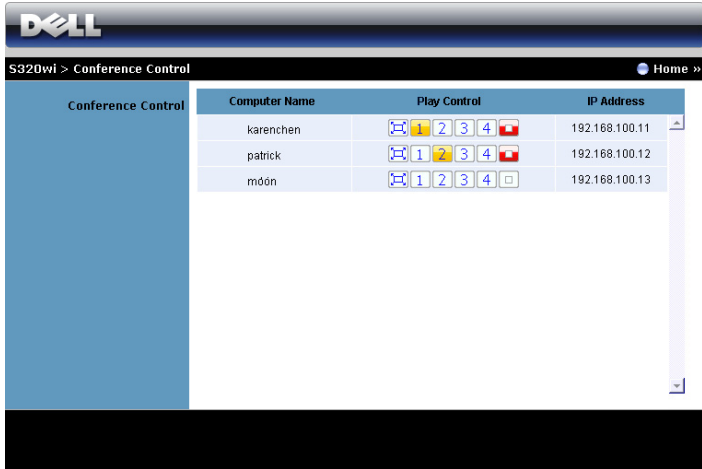 DELL
S320wi > Conference Control
Home »
Conference Control
Computer Name Play Control IP Address
karenchen 1 2 3 4 192.168.100.11
patrick 1 2 3 4 192.168.100.12
móón 1 2 3 4 192.168.100.13